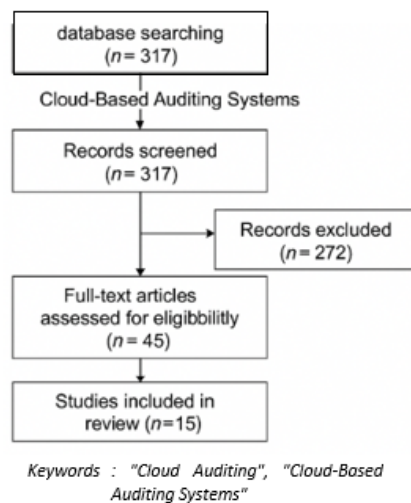 database searching
(n = 317)
Cloud-Based Auditing Systems
Records screened
(n = 317)
Records excluded
(n = 272)
Full-text articles
assessed for eligibbilitly
(n = 45)
Studies included in
review (n=15)
Keywords : "Cloud Auditing", "Cloud-Based
Auditing Systems"